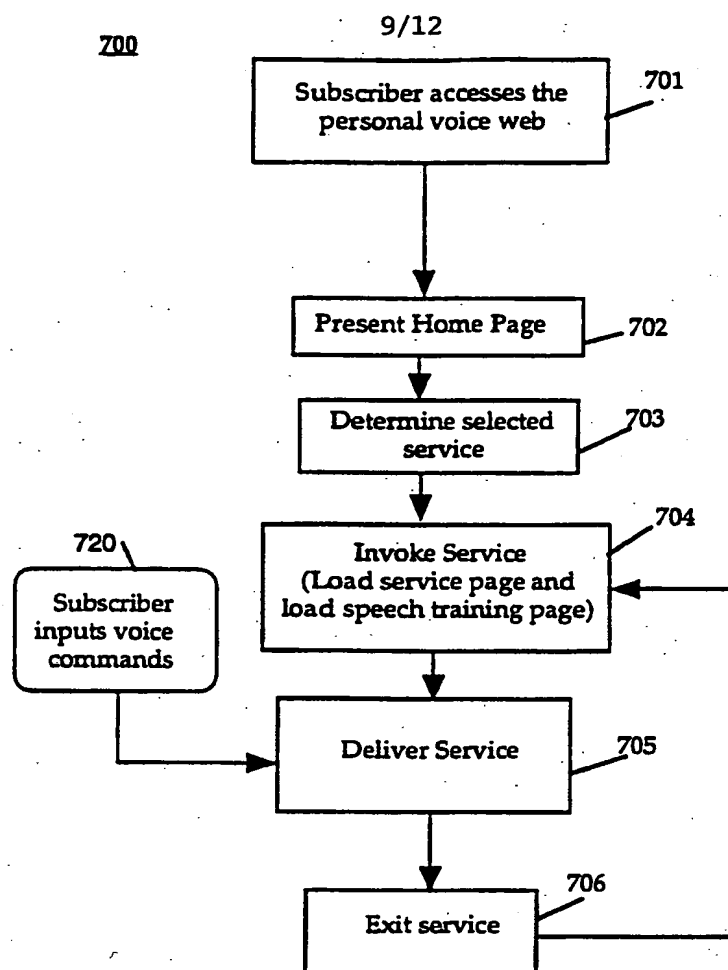 700
9/12
Subscriber accesses the
personal voice web
701
Present Home Page
702
Determine selected
service
703
704
Invoke Service
(Load service page and
load speech training page)
720
Subscriber
inputs voice
commands
Deliver Service
705
706
Exit service